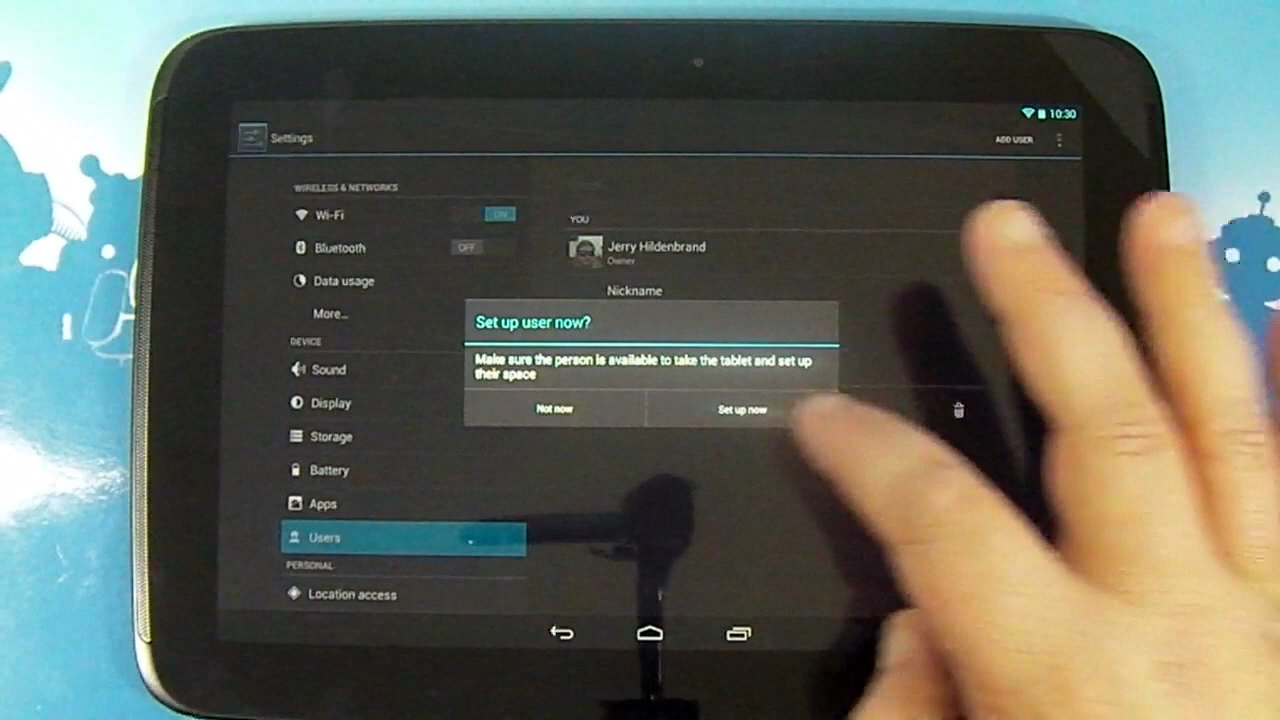 10:30
Settings
ADD USER
WIRELESS & NETWORKS
Wi-Fi
ON
Bluetooth
OFF
Data usage
More...
DEVICE
Sound
Display
Storage
Battery
Apps
Users
PERSONAL
Location access
YOU
Jerry Hildenbrand
Owner
Nickname
Set up user now?
Make sure the person is available to take the tablet and set up
their space
Not now
Set up now